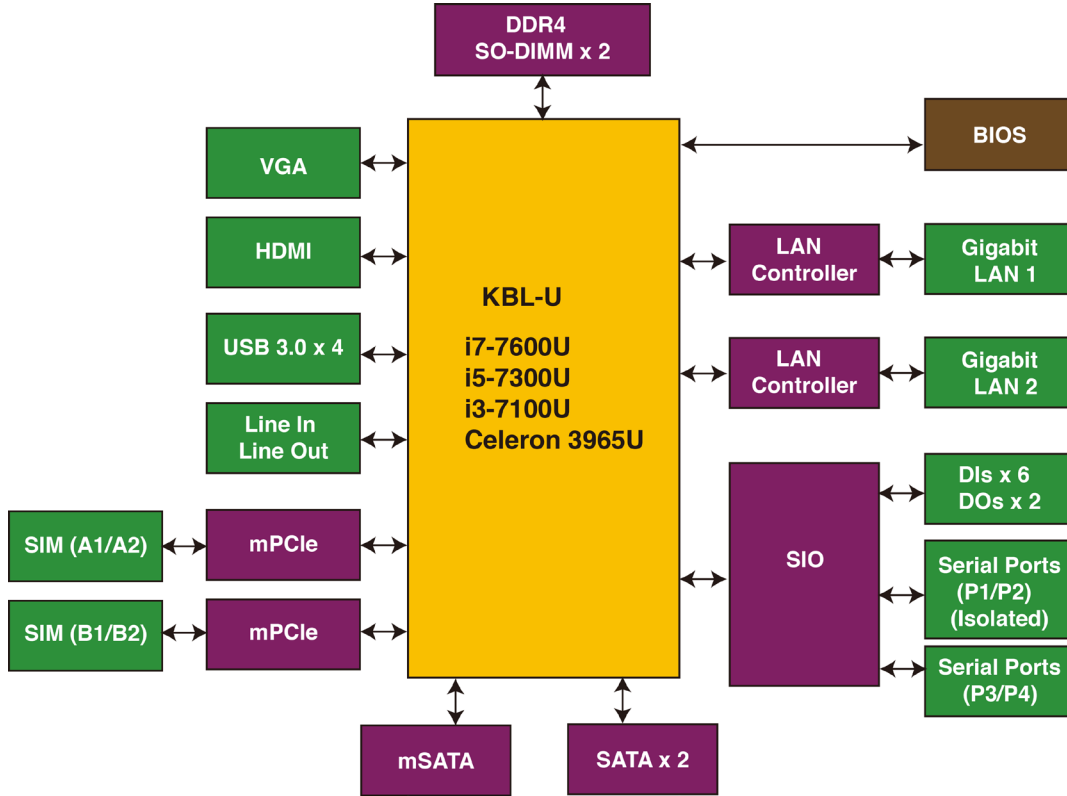 DDR4
SO-DIMM x 2
BIOS
VGA
HDMI
USB 3.0 x 4
Line In
Line Out
SIM (A1/A2)
mPCIe
SIM (B1/B2)
mPCIe
KBL-U
i7-7600U
i5-7300U
i3-7100U
Celeron 3965U
LAN
Controller
Gigabit
LAN 1
LAN
Controller
Gigabit
LAN 2
SIO
DIs x 6
DOs x 2
Serial Ports
(P1/P2)
(Isolated)
Serial Ports
(P3/P4)
mSATA
SATA x 2